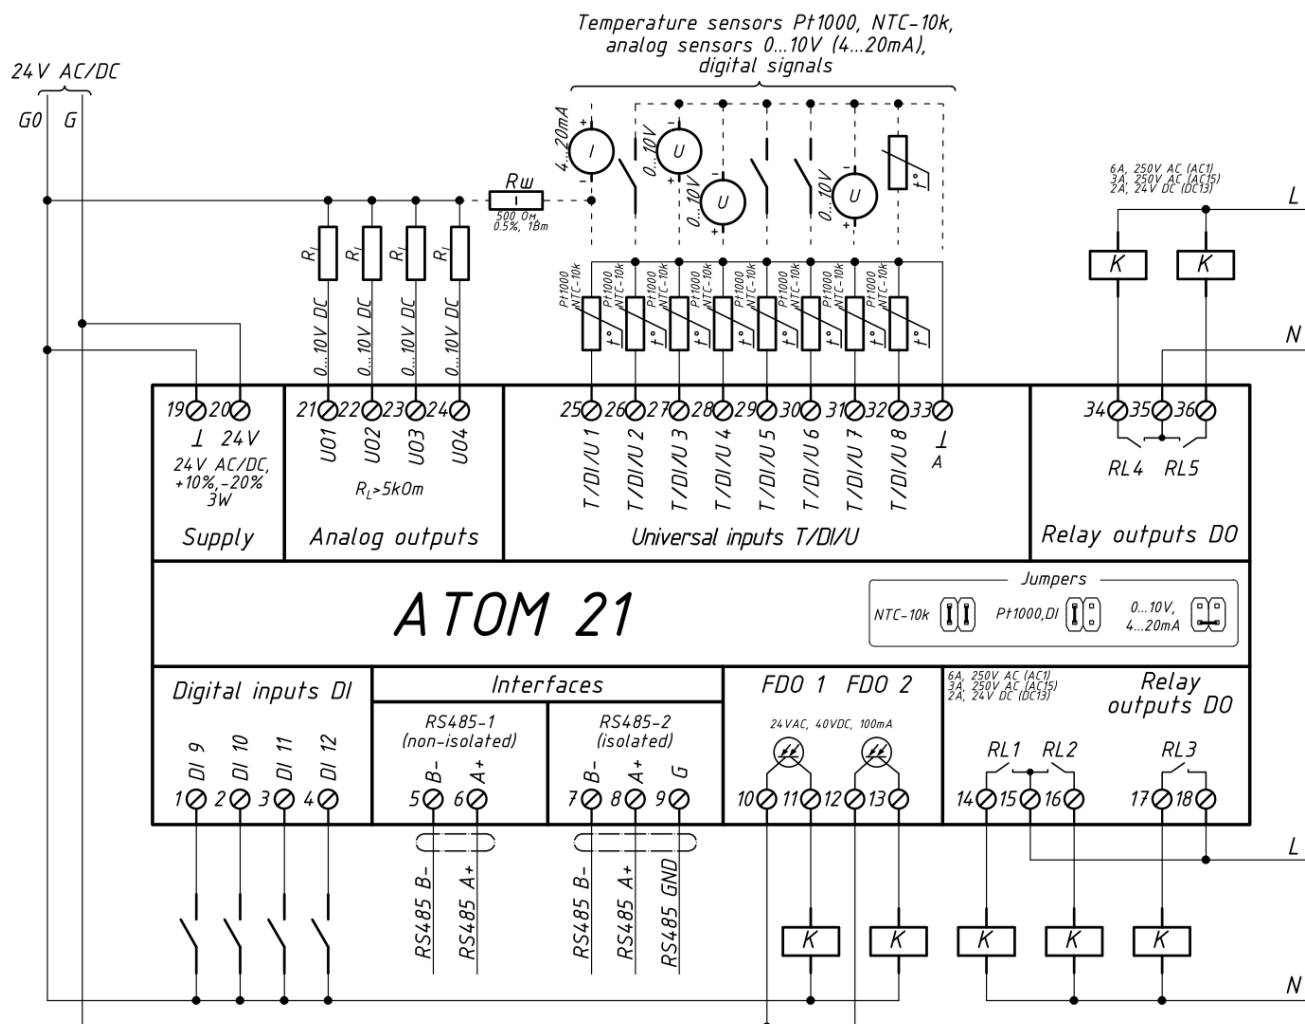 Temperature sensors Pt1000, NTC-10k,
analog sensors 0...10V (4...20mA),
digital signals
24V AC/DC
G0 G
4...20mA
I
0...10V
U
0...10V
U
0...10V
U
t°
Rш
500 Ом,
0.5%, 1Вт
6A, 250V AC (AC1)
3A, 250V AC (AC15)
2A, 24V DC (DC13)
L
K K
N
Rl Rl Rl Rl
0...10V DC
0...10V DC
0...10V DC
0...10V DC
Pt1000
NTC-10k
t°
Pt1000
NTC-10k
t°
Pt1000
NTC-10k
t°
Pt1000
NTC-10k
t°
Pt1000
NTC-10k
t°
Pt1000
NTC-10k
t°
Pt1000
NTC-10k
t°
Pt1000
NTC-10k
t°
19 20
⊥ 24V
24V AC/DC,
+10%,-20%
3W
Supply
21 22 23 24
UO1 UO2 UO3 UO4
RL>5kOm
Analog outputs
25 26 27 28 29 30 31 32 33
T/DI/U 1
T/DI/U 2
T/DI/U 3
T/DI/U 4
T/DI/U 5
T/DI/U 6
T/DI/U 7
T/DI/U 8
⊥
A
Universal inputs T/DI/U
34 35 36
RL4 RL5
Relay outputs DO
ATOM 21
Jumpers
NTC-10k
Pt1000,DI
0...10V,
4...20mA
Digital inputs DI
DI 9 DI 10 DI 11 DI 12
1 2 3 4
Interfaces
RS485-1
(non-isolated)
B- A+
5 6
RS485 B-
RS485 A+
RS485-2
(isolated)
B- A+ G
7 8 9
RS485 B-
RS485 A+
RS485 GND
FDO 1 FDO 2
24VAC, 40VDC, 100mA
10 11 12 13
K K
6A, 250V AC (AC1)
3A, 250V AC (AC15)
2A, 24V DC (DC13)
Relay
outputs DO
RL1 RL2 RL3
14 15 16 17 18
L
K K K
N